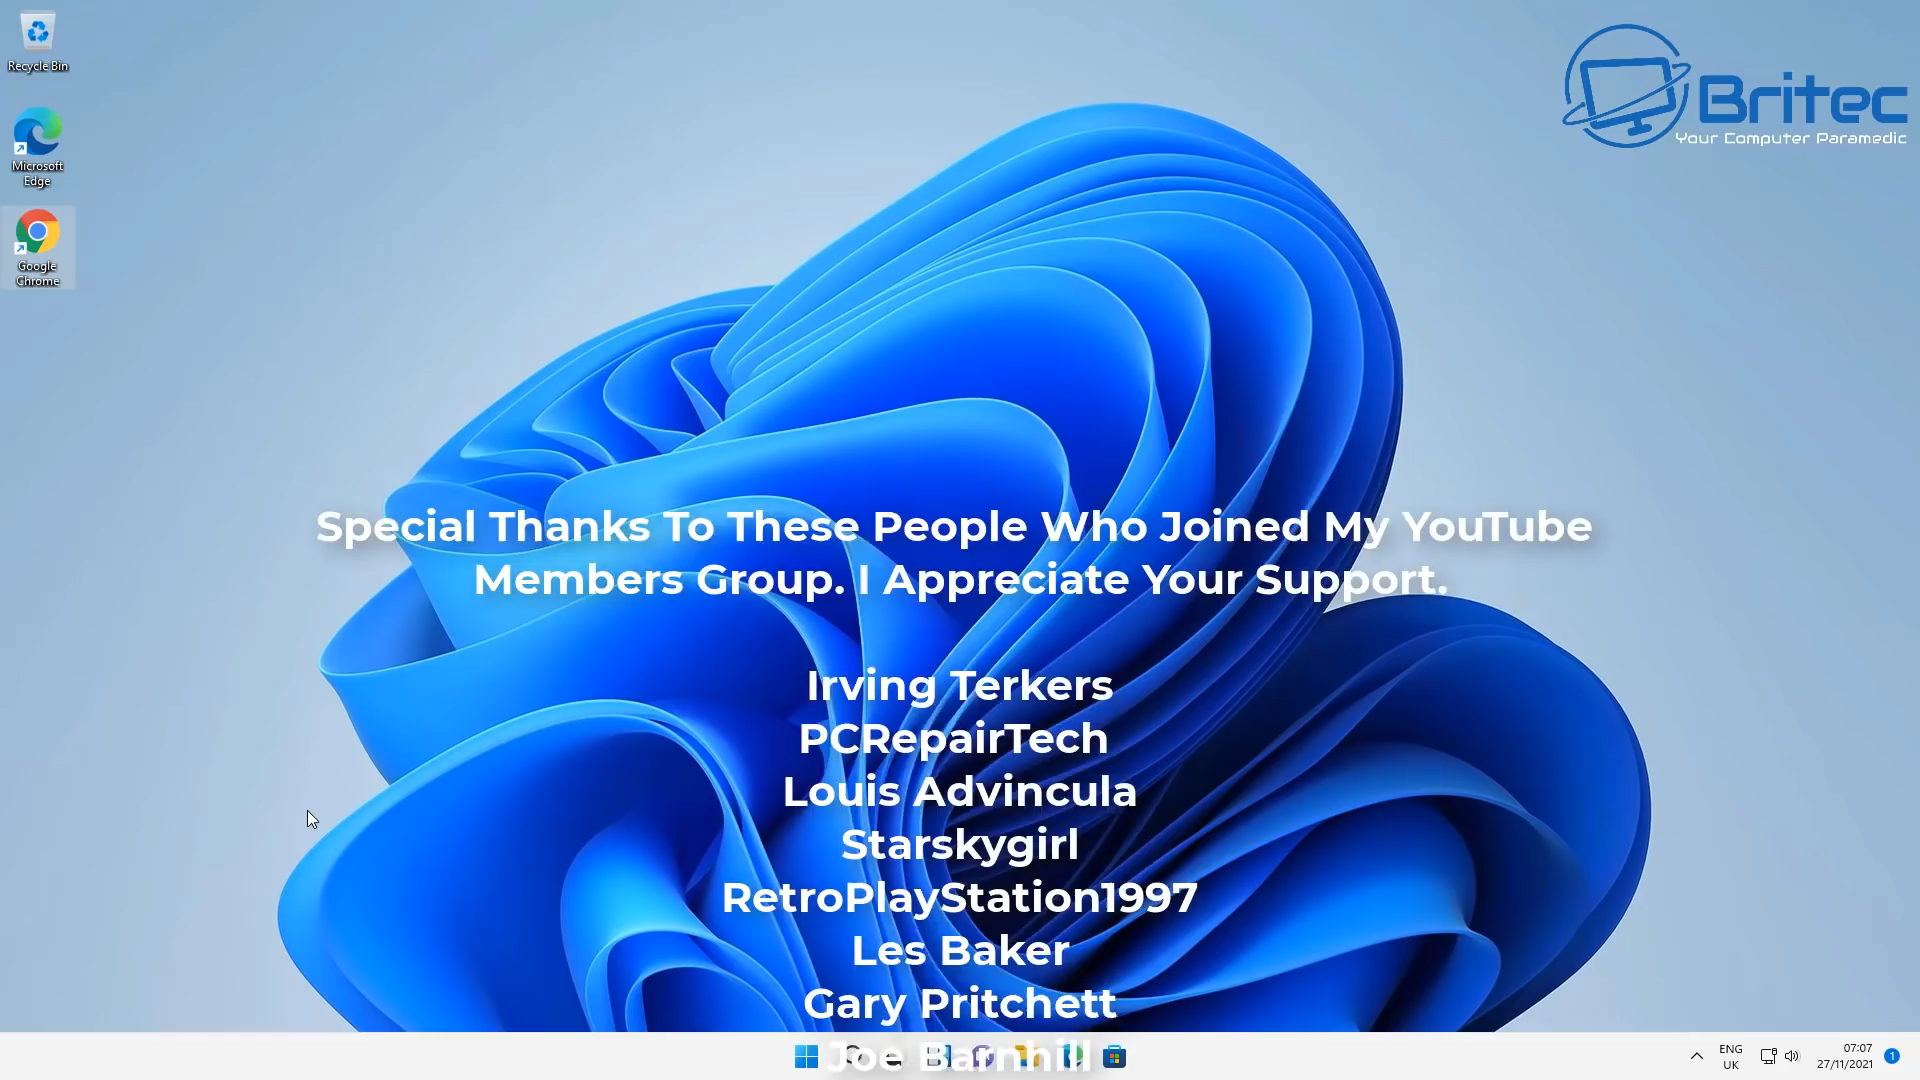 Recycle Bin
Britec
Your Computer Paramedic
Microsoft
Edge
Google
Chrome
Special Thanks To These People Who Joined My YouTube
Members Group. I Appreciate Your Support.
Irving Terkers
PCRepairTech
Louis Advincula
Starskygirl
RetroPlayStation1997
Les Baker
Gary Pritchett
Joe Barnhill
ENG
UK
07:07
27/11/2021
1